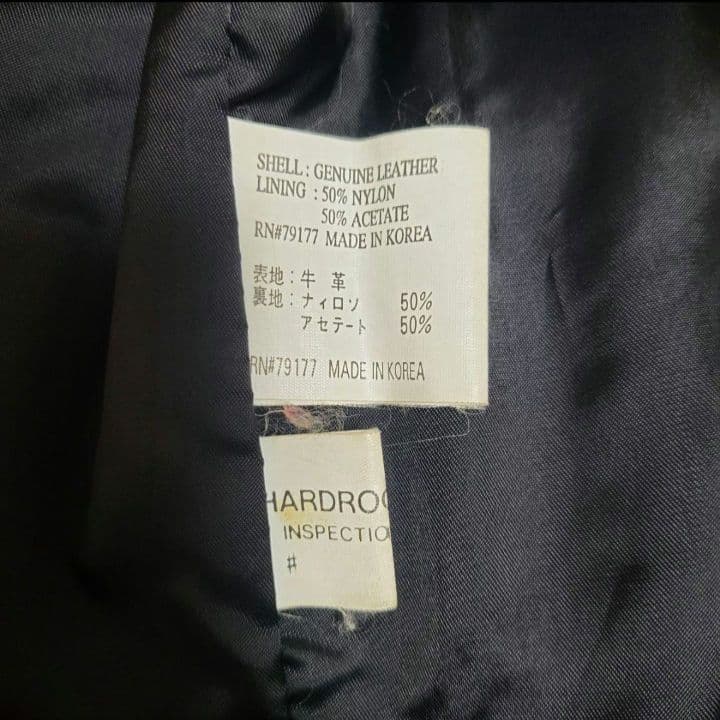 SHELL : GENUINE LEATHER
LINING : 50% NYLON
50% ACETATE
RN#79177 MADE IN KOREA
表地 : 牛 革
裏地 : ナィロソ 50%
アセテート 50%
RN#79177 MADE IN KOREA
HARDRO
INSPECTIO
#